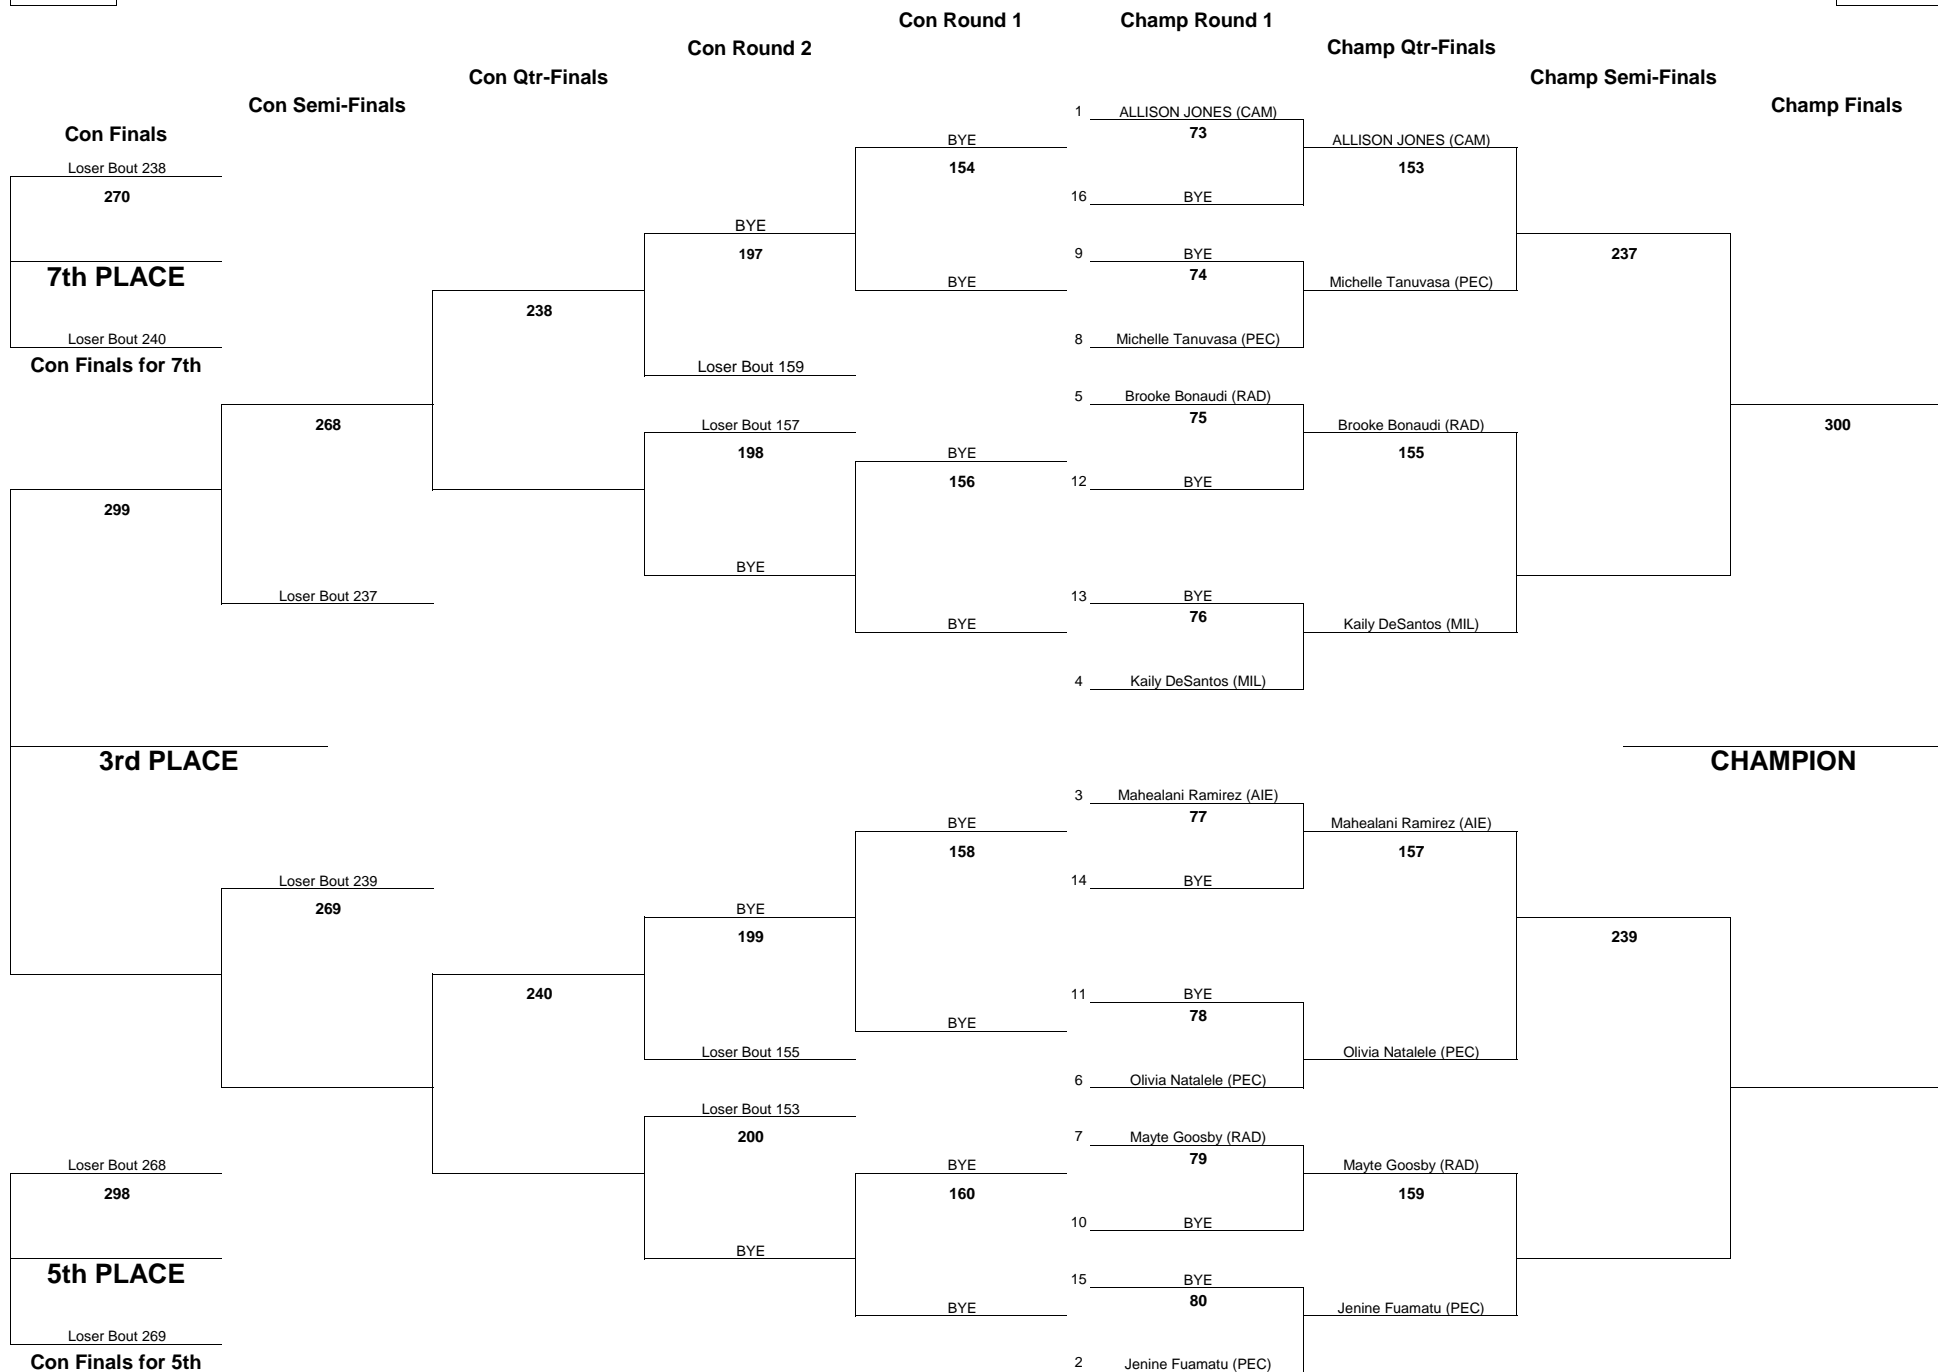 Con Round 1
Champ Round 1
Con Round 2
Champ Qtr-Finals
Con Qtr-Finals
Champ Semi-Finals
Con Semi-Finals
Champ Finals
1 ALLISON JONES (CAM)
Con Finals
73
BYE
ALLISON JONES (CAM)
Loser Bout 238
154
153
270
16 BYE
BYE
197
9 BYE
237
7th PLACE
74
BYE
Michelle Tanuvasa (PEC)
238
Loser Bout 240
8 Michelle Tanuvasa (PEC)
Con Finals for 7th
Loser Bout 159
5 Brooke Bonaudi (RAD)
75
268
Loser Bout 157
Brooke Bonaudi (RAD)
300
198
BYE
155
156
12 BYE
299
BYE
Loser Bout 237
13 BYE
76
BYE
Kaily DeSantos (MIL)
4 Kaily DeSantos (MIL)
3rd PLACE
CHAMPION
3 Mahealani Ramirez (AIE)
77
BYE
Mahealani Ramirez (AIE)
158
157
Loser Bout 239
14 BYE
269
BYE
199
239
240
11 BYE
78
BYE
Loser Bout 155
Olivia Natalele (PEC)
6 Olivia Natalele (PEC)
Loser Bout 153
200
7 Mayte Goosby (RAD)
79
Loser Bout 268
BYE
Mayte Goosby (RAD)
298
160
159
10 BYE
BYE
5th PLACE
15 BYE
80
BYE
Jenine Fuamatu (PEC)
Loser Bout 269
Con Finals for 5th
2 Jenine Fuamatu (PEC)